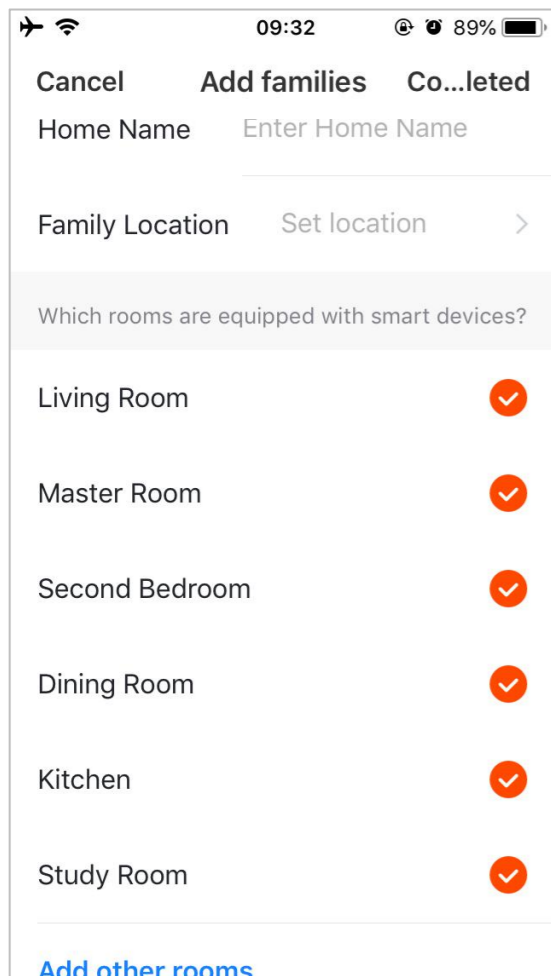 09:32 89%
Cancel Add families Co...leted
Home Name Enter Home Name
Family Location Set location
Which rooms are equipped with smart devices?
Living Room
Master Room
Second Bedroom
Dining Room
Kitchen
Study Room
Add other rooms